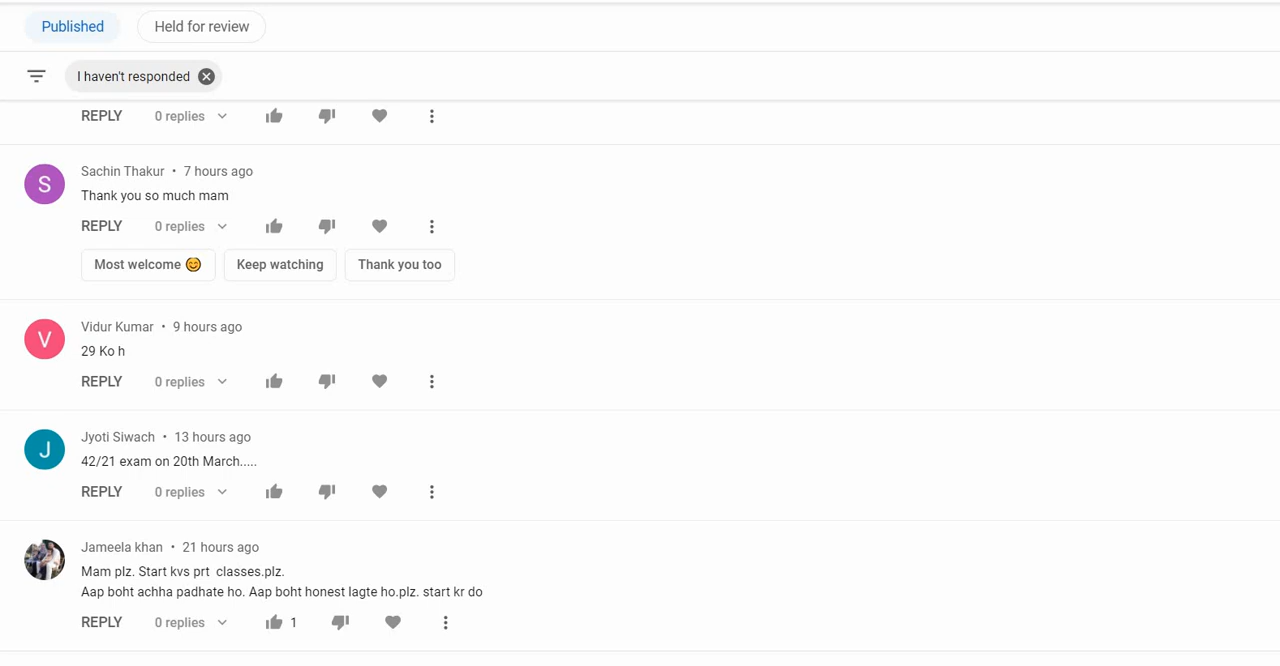 Published Held for review
I haven't responded
REPLY 0 replies
S
Sachin Thakur • 7 hours ago
Thank you so much mam
REPLY 0 replies
Most welcome 😊 Keep watching Thank you too
V
Vidur Kumar • 9 hours ago
29 Ko h
REPLY 0 replies
J
Jyoti Siwach • 13 hours ago
42/21 exam on 20th March.....
REPLY 0 replies
Jameela khan • 21 hours ago
Mam plz. Start kvs prt classes.plz.
Aap boht achha padhate ho. Aap boht honest lagte ho.plz. start kr do
REPLY 0 replies 1